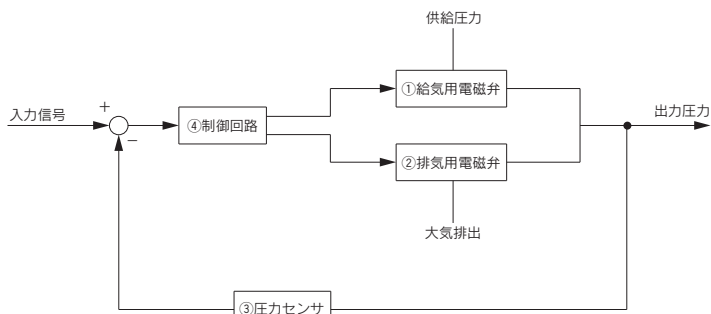 供給圧力
①給気用電磁弁
入力信号
+
④制御回路
出力圧力
−
②排気用電磁弁
大気排出
③圧力センサ